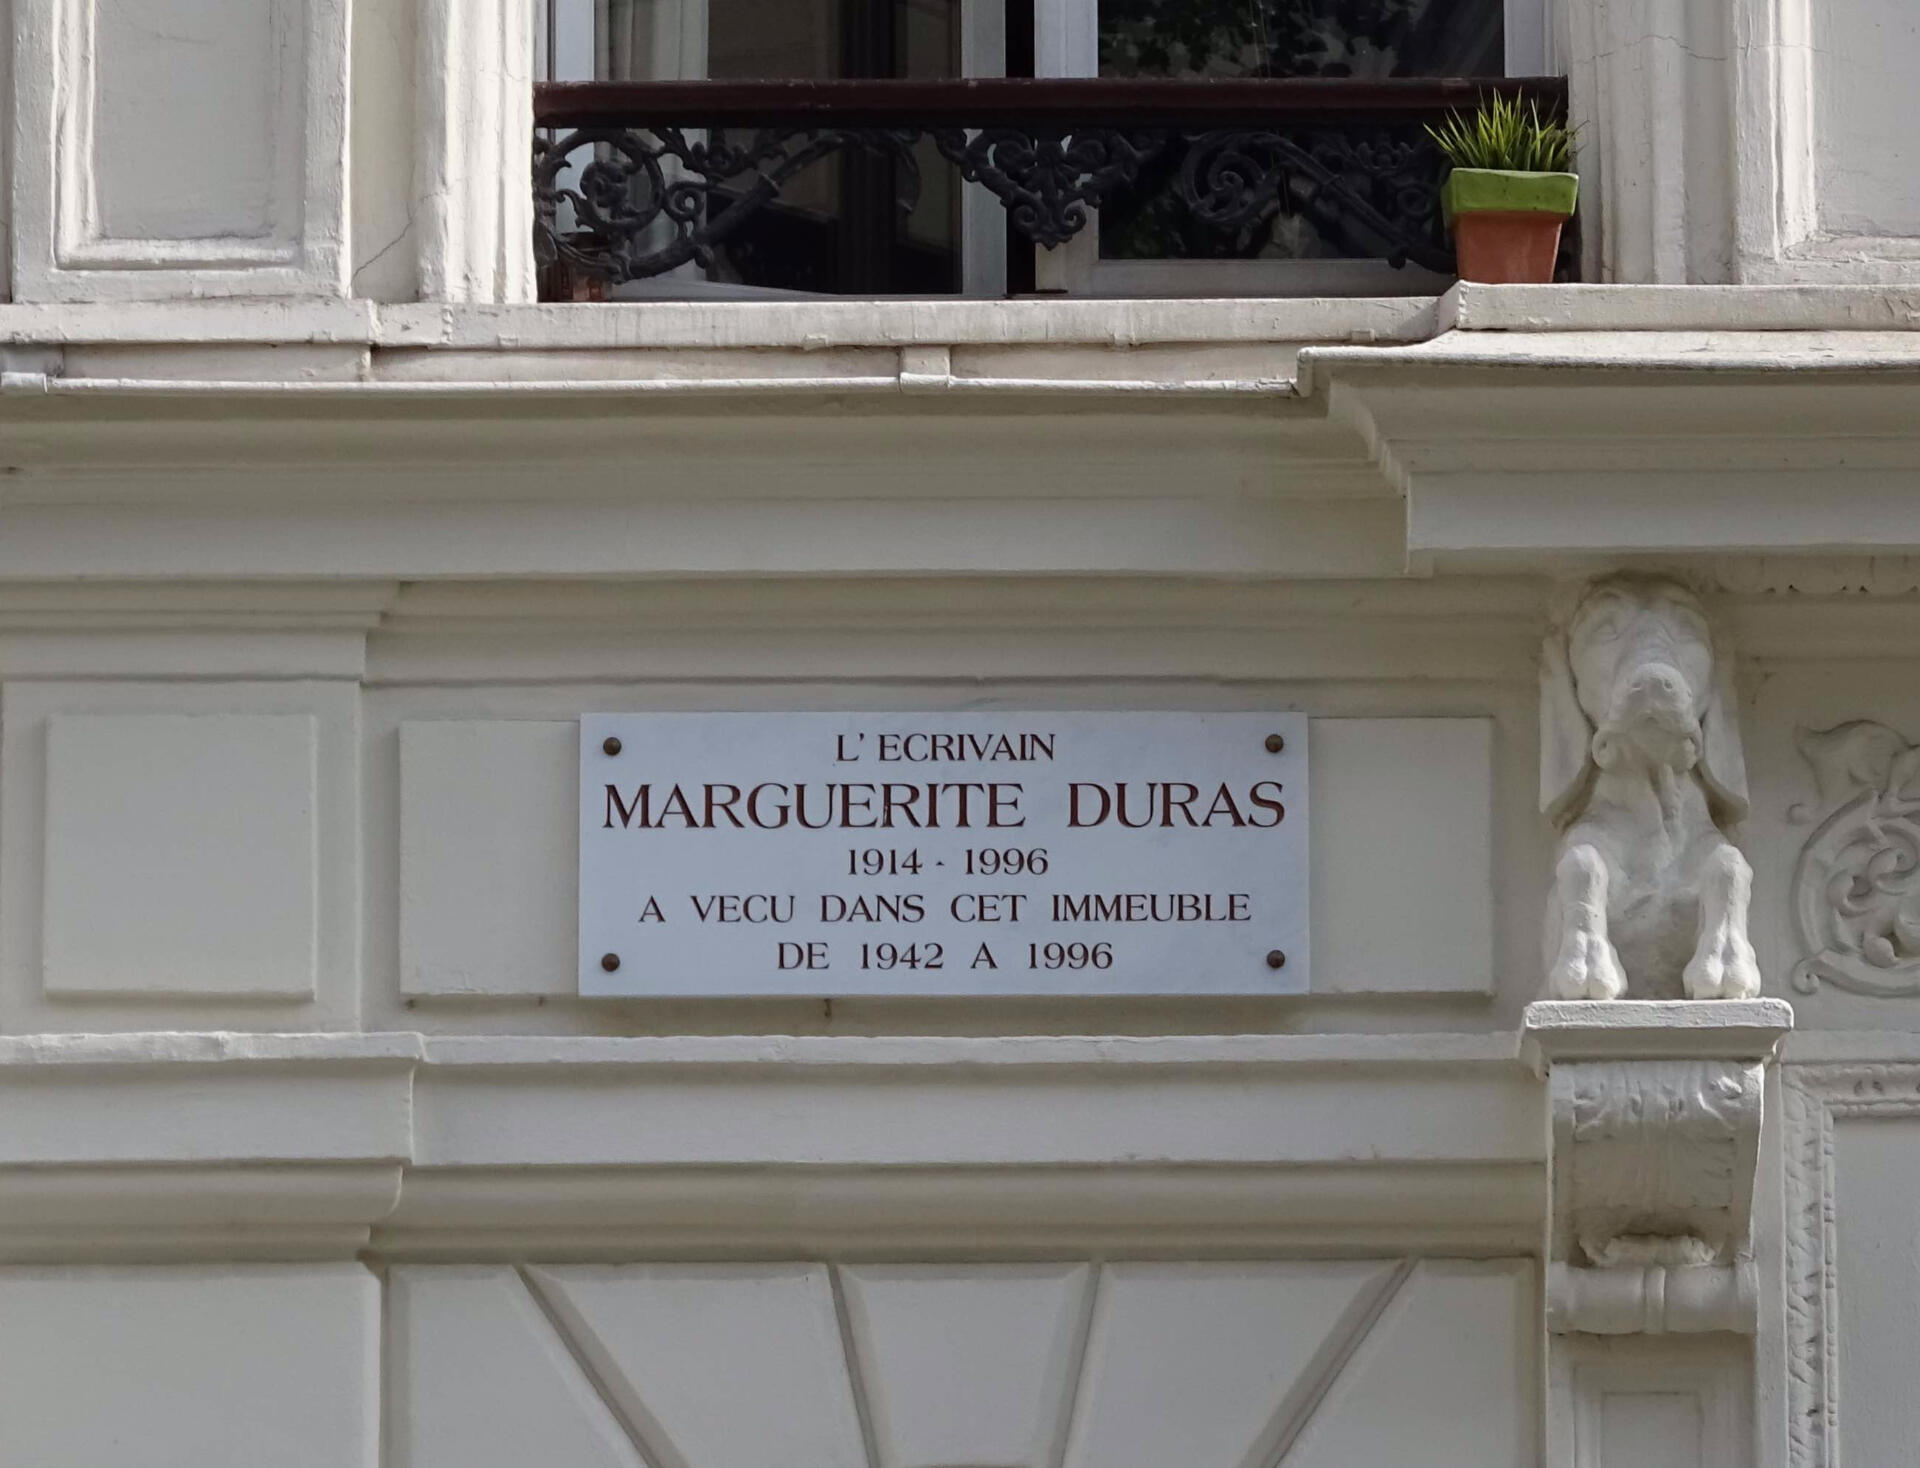 L' ECRIVAIN
MARGUERITE DURAS
1914 - 1996
A VECU DANS CET IMMEUBLE
DE 1942 A 1996